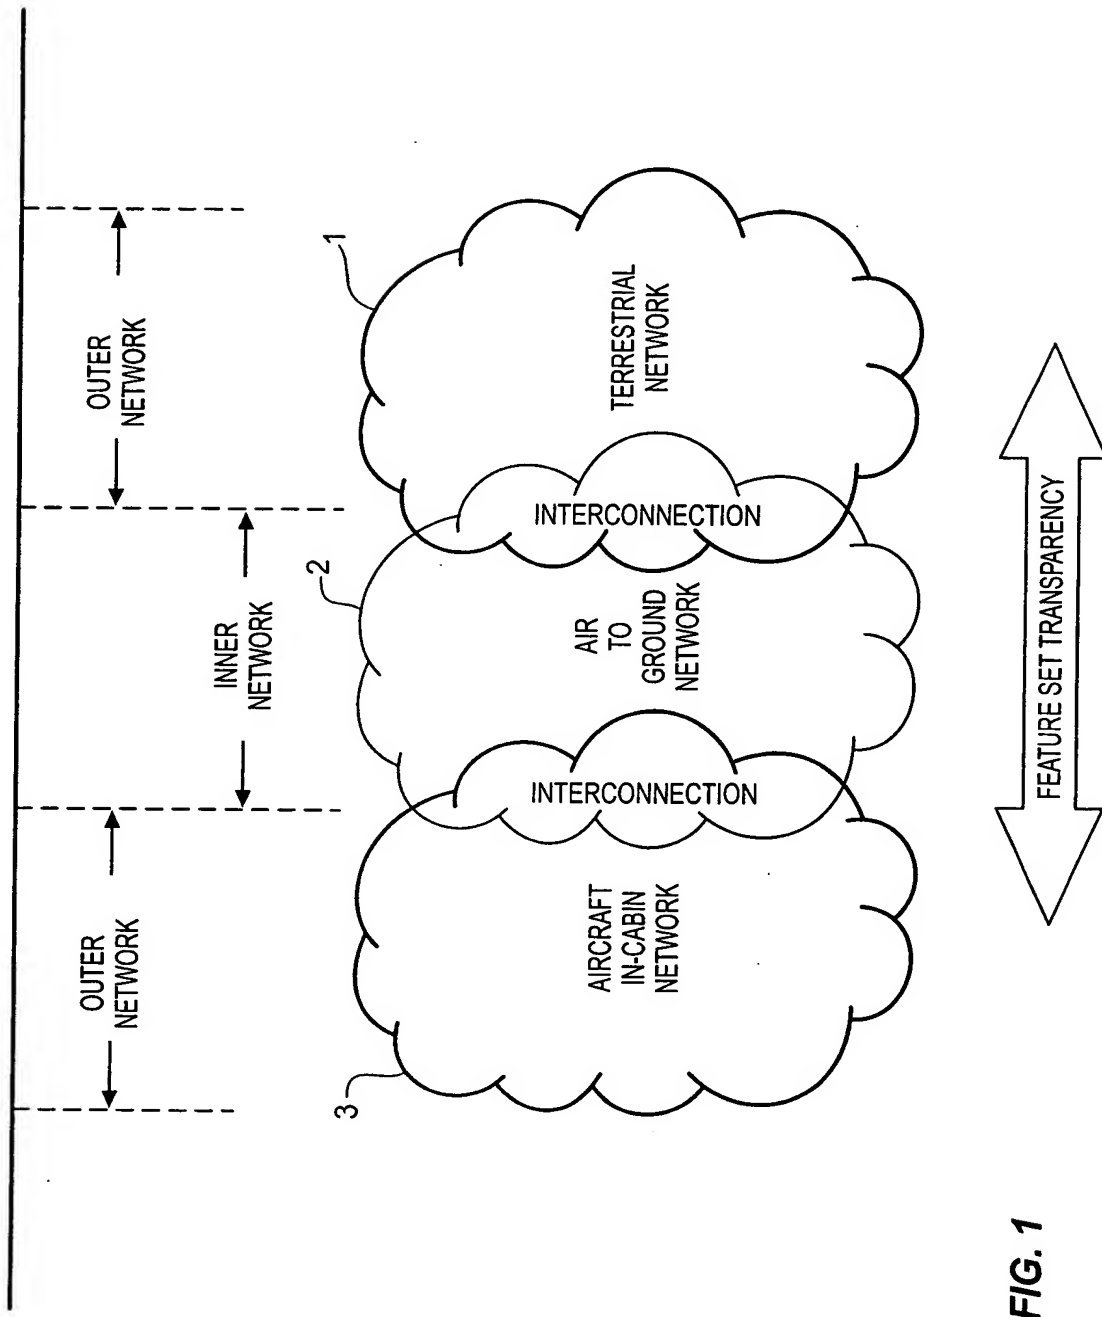 OUTER
NETWORK
INNER
NETWORK
OUTER
NETWORK
3
2
1
AIRCRAFT
IN-CABIN
NETWORK
INTERCONNECTION
AIR
TO
GROUND
NETWORK
INTERCONNECTION
TERRESTRIAL
NETWORK
FEATURE SET TRANSPARENCY
FIG. 1